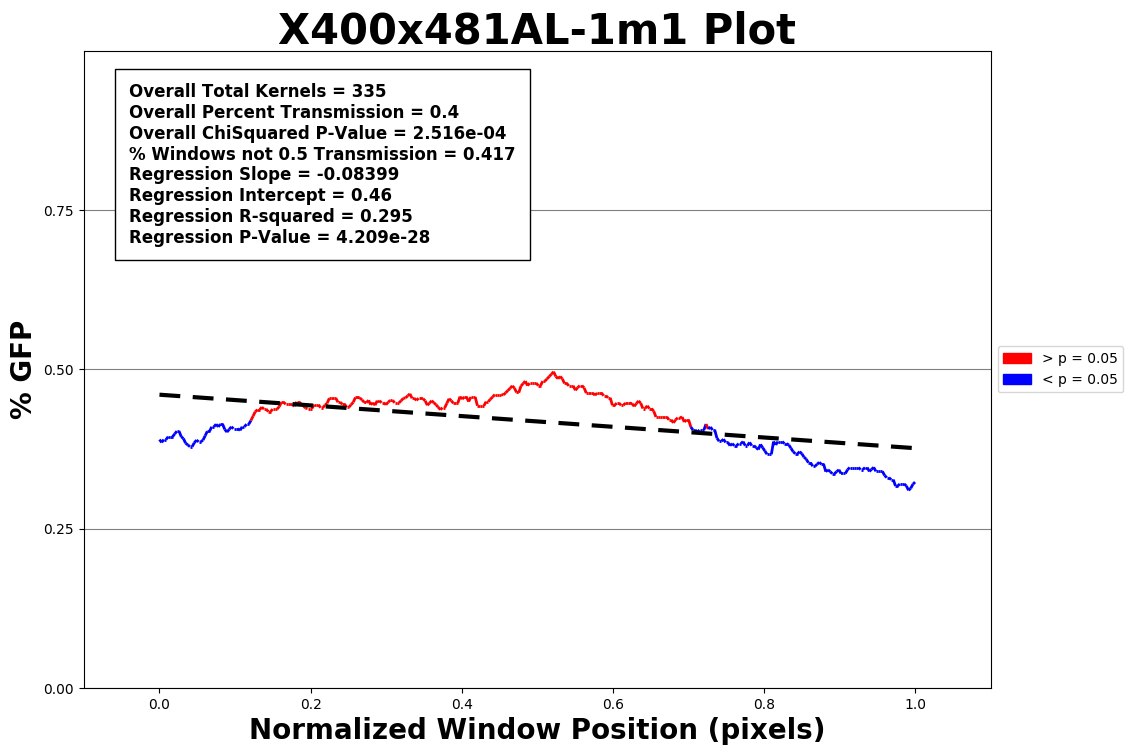 X400x481AL-1m1 Plot
Overall Total Kernels = 335
Overall Percent Transmission = 0.4
Overall ChiSquared P-Value = 2.516e-04
% Windows not 0.5 Transmission = 0.417
Regression Slope = -0.08399
Regression Intercept = 0.46
Regression R-squared = 0.295
Regression P-Value = 4.209e-28
% GFP
0.75
0.50
0.25
0.00
> p = 0.05
< p = 0.05
0.0 0.2 0.4 0.6 0.8 1.0
Normalized Window Position (pixels)